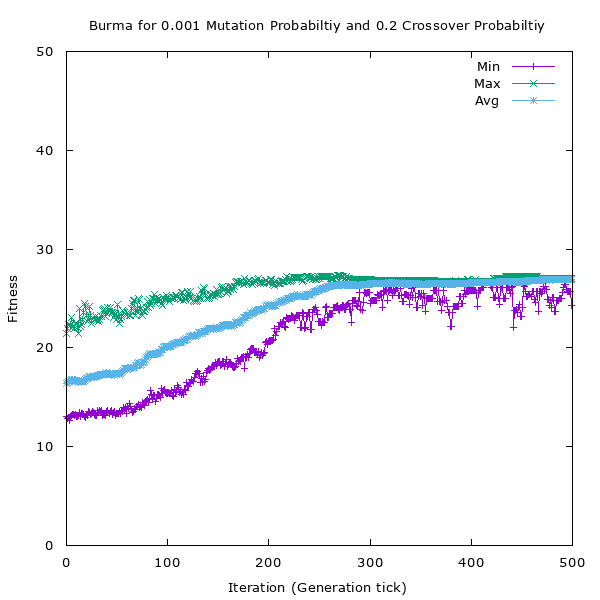 Burma for 0.001 Mutation Probabiltiy and 0.2 Crossover Probabiltiy
50
40
30
20
10
0
Fitness
Min
Max
Avg
0 100 200 300 400 500
Iteration (Generation tick)